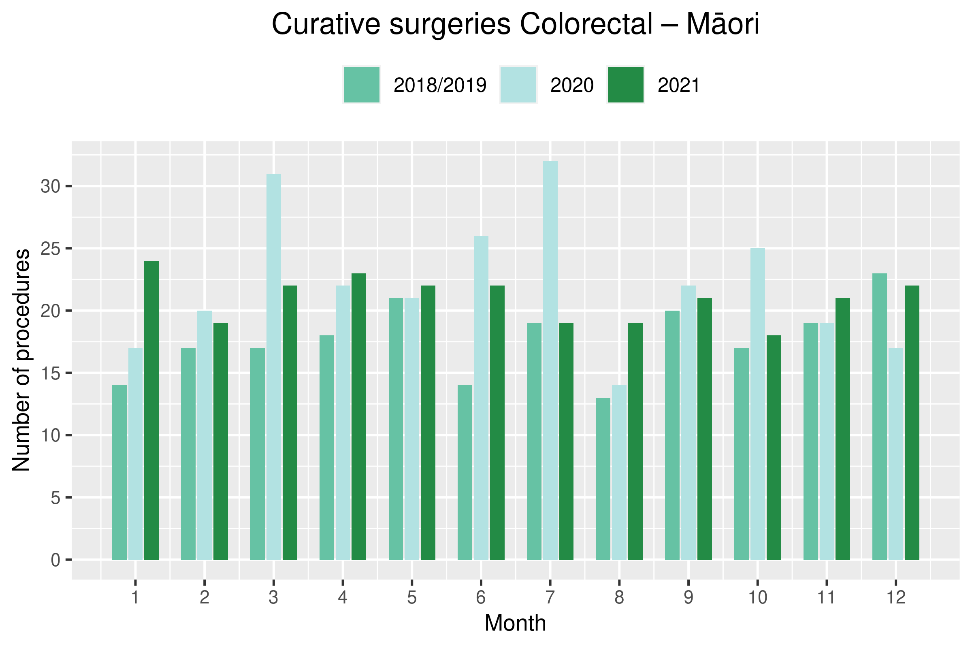 Curative surgeries Colorectal – Māori
2018/2019 2020 2021
Number of procedures
30
25
20
15
10
5
0
1 2 3 4 5 6 7 8 9 10 11 12
Month